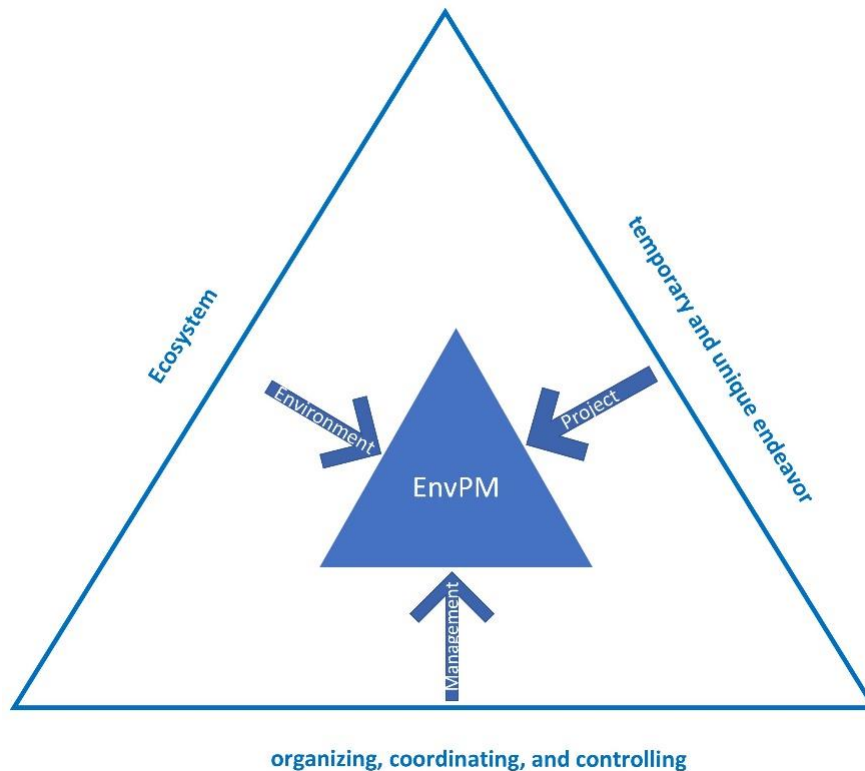 Ecosystem
temporary and unique endeavor
Environment
Project
EnvPM
Management
organizing, coordinating, and controlling